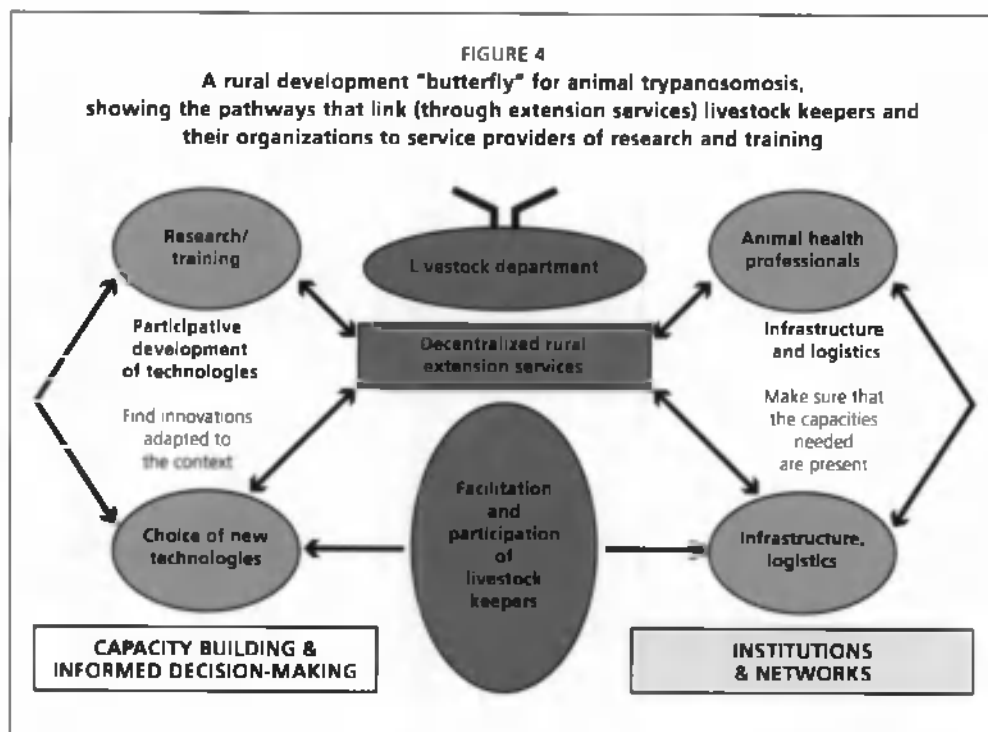 FIGURE 4
A rural development "butterfly" for animal trypanosomosis,
showing the pathways that link (through extension services) livestock keepers and
their organizations to service providers of research and training
Research/
training
Livestock department
Animal health
professionals
Participative
development
of technologies
Decentralized rural
extension services
Infrastructure
and logistics
Find innovations
adapted to
the context
Make sure that
the capacities
needed
are present
Facilitation
and
participation
of
livestock
keepers
Choice of new
technologies
Infrastructure,
logistics
CAPACITY BUILDING &
INFORMED DECISION-MAKING
INSTITUTIONS
& NETWORKS